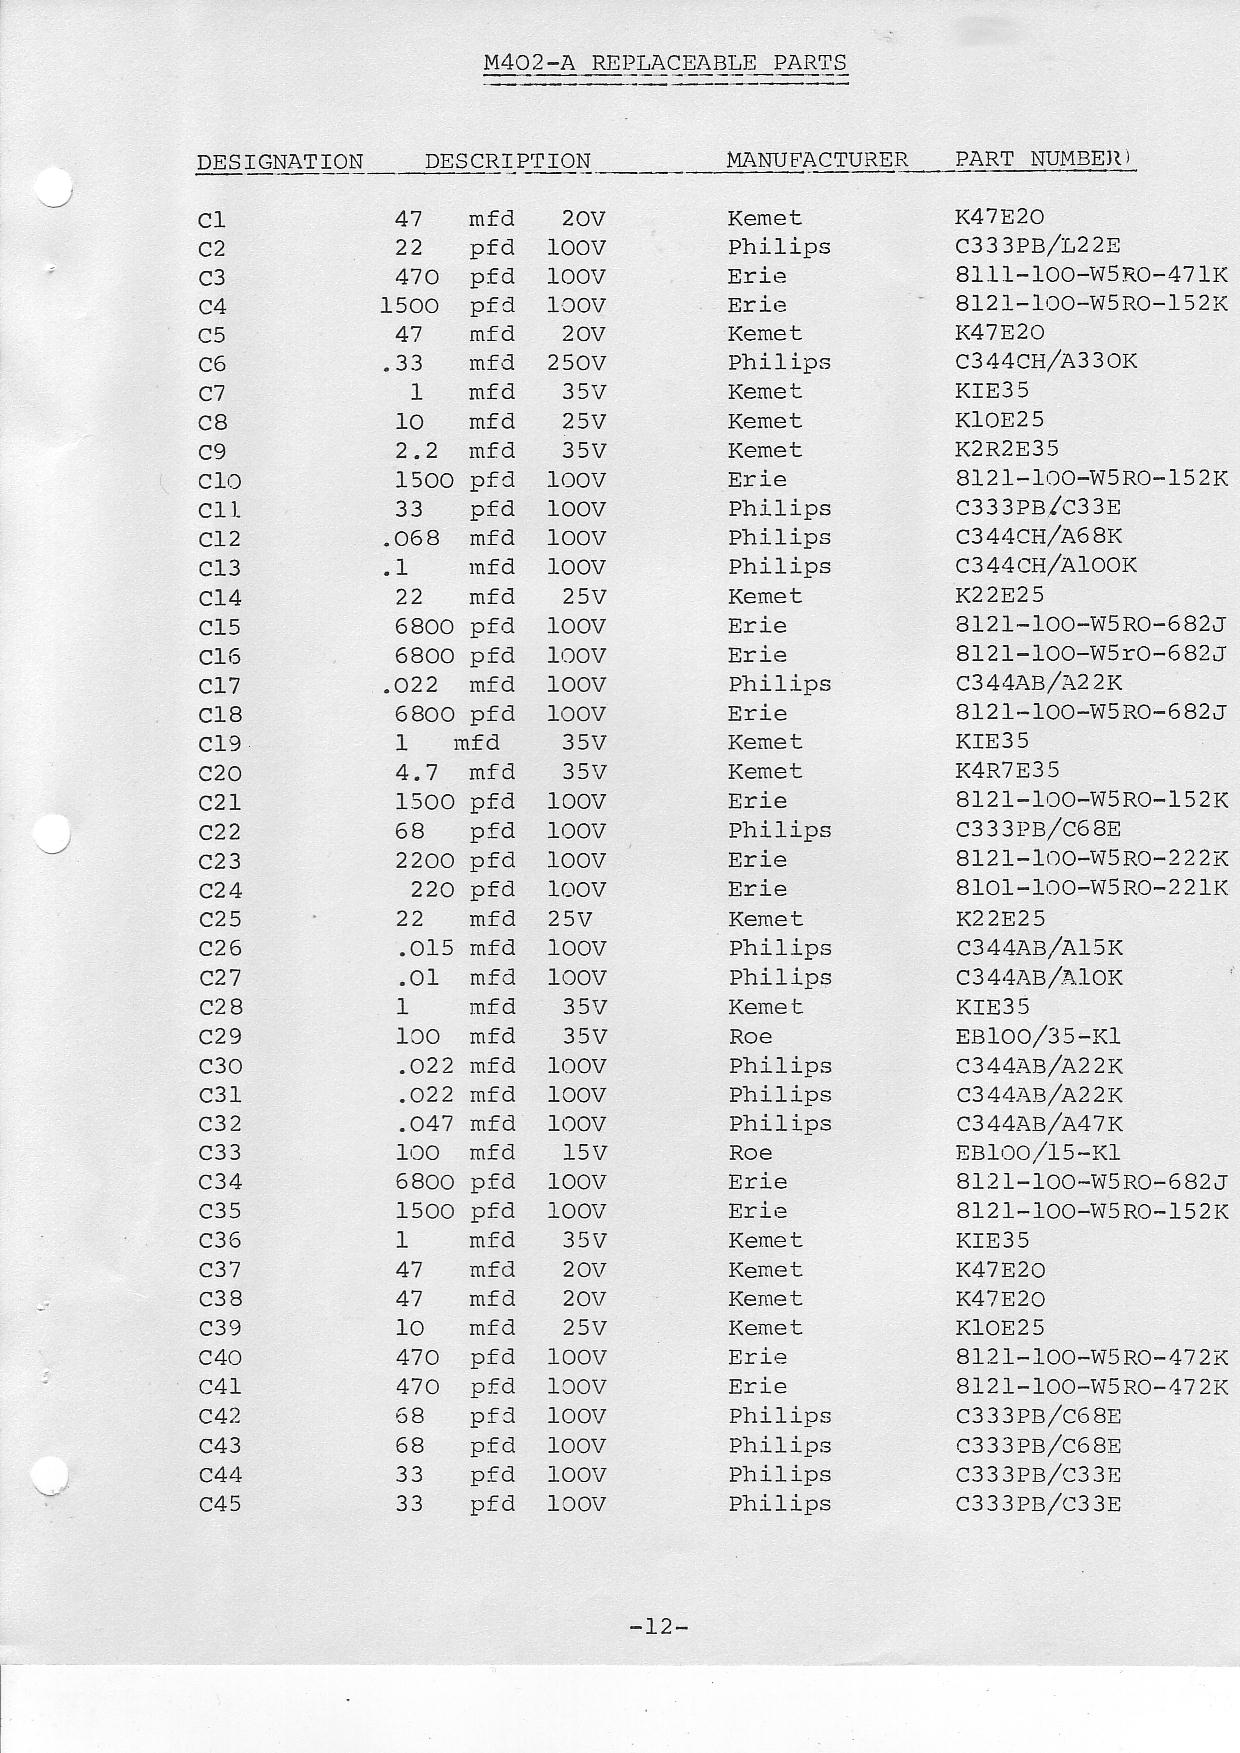 M402-A REPLACEABLE PARTS
DESIGNATION DESCRIPTION MANUFACTURER PART NUMBER)
C1 47 mfd 20V Kemet K47E20
C2 22 pfd 100V Philips C333PB/L22E
C3 470 pfd 100V Erie 8111-100-W5RO-471K
C4 1500 pfd 100V Erie 8121-100-W5RO-152K
C5 47 mfd 20V Kemet K47E20
C6 .33 mfd 250V Philips C344CH/A330K
C7 1 mfd 35V Kemet KIE35
C8 10 mfd 25V Kemet K10E25
C9 2.2 mfd 35V Kemet K2R2E35
C10 1500 pfd 100V Erie 8121-100-W5RO-152K
C11 33 pfd 100V Philips C333PB/C33E
C12 .068 mfd 100V Philips C344CH/A68K
C13 .1 mfd 100V Philips C344CH/A100K
C14 22 mfd 25V Kemet K22E25
C15 6800 pfd 100V Erie 8121-100-W5RO-682J
C16 6800 pfd 100V Erie 8121-100-W5rO-682J
C17 .022 mfd 100V Philips C344AB/A22K
C18 6800 pfd 100V Erie 8121-100-W5RO-682J
C19 1 mfd 35V Kemet KIE35
C20 4.7 mfd 35V Kemet K4R7E35
C21 1500 pfd 100V Erie 8121-100-W5RO-152K
C22 68 pfd 100V Philips C333PB/C68E
C23 2200 pfd 100V Erie 8121-100-W5RO-222K
C24 220 pfd 100V Erie 8101-100-W5RO-221K
C25 22 mfd 25V Kemet K22E25
C26 .015 mfd 100V Philips C344AB/A15K
C27 .01 mfd 100V Philips C344AB/A10K
C28 1 mfd 35V Kemet KIE35
C29 100 mfd 35V Roe EB100/35-K1
C30 .022 mfd 100V Philips C344AB/A22K
C31 .022 mfd 100V Philips C344AB/A22K
C32 .047 mfd 100V Philips C344AB/A47K
C33 100 mfd 15V Roe EB100/15-K1
C34 6800 pfd 100V Erie 8121-100-W5RO-682J
C35 1500 pfd 100V Erie 8121-100-W5RO-152K
C36 1 mfd 35V Kemet KIE35
C37 47 mfd 20V Kemet K47E20
C38 47 mfd 20V Kemet K47E20
C39 10 mfd 25V Kemet K10E25
C40 470 pfd 100V Erie 8121-100-W5RO-472K
C41 470 pfd 100V Erie 8121-100-W5RO-472K
C42 68 pfd 100V Philips C333PB/C68E
C43 68 pfd 100V Philips C333PB/C68E
C44 33 pfd 100V Philips C333PB/C33E
C45 33 pfd 100V Philips C333PB/C33E
-12-